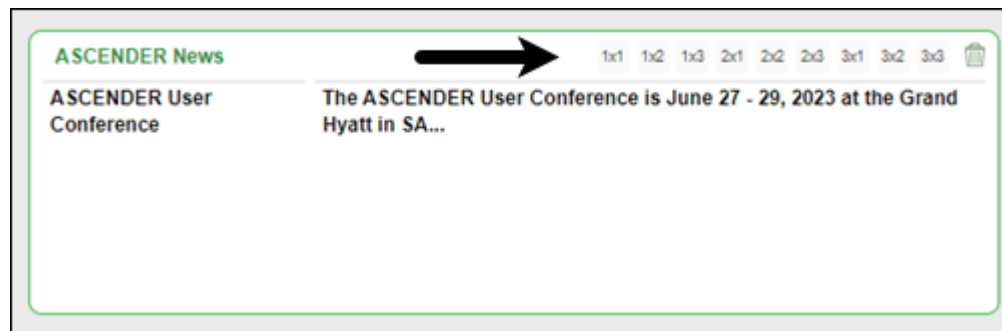 ASCENDER News 1x1 1x2 1x3 2x1 2x2 2x3 3x1 3x2 3x3
ASCENDER User
Conference
The ASCENDER User Conference is June 27 - 29, 2023 at the Grand
Hyatt in SA...